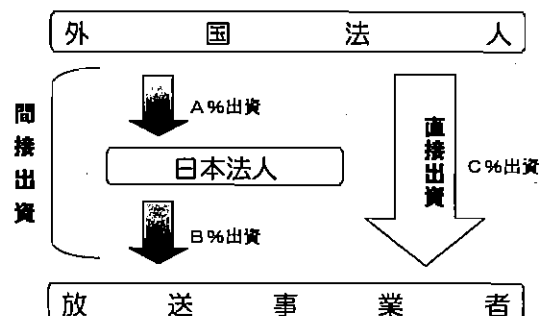 外国法人
間接出資
A%出資
日本法人
B%出資
直接出資
C%出資
放送事業者